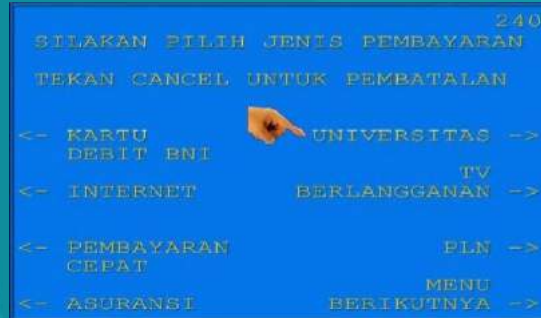 240
SILAKAN PILIH JENIS PEMBAYARAN
TEKAN CANCEL UNTUK PEMBATALAN
<- KARTU DEBIT BNI
UNIVERSITAS ->
<- INTERNET
TV BERLANGGANAN ->
<- PEMBAYARAN CEPAT
PLN ->
<- ASURANSI
MENU BERIKUTNYA ->